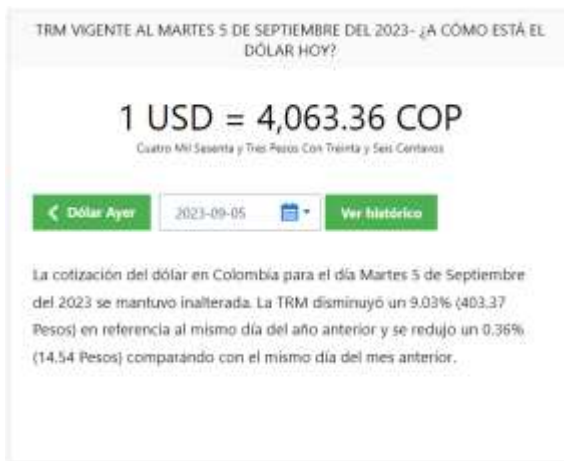 TRM VIGENTE AL MARTES 5 DE SEPTIEMBRE DEL 2023- ¿A CÓMO ESTÁ EL
DÓLAR HOY?
1 USD = 4,063.36 COP
Cuatro Mil Sesenta y Tres Pesos Con Treinta y Seis Centavos
Dólar Ayer
2023-09-05
Ver histórico
La cotización del dólar en Colombia para el día Martes 5 de Septiembre
del 2023 se mantuvo inalterada. La TRM disminuyó un 9.03% (403.37
Pesos) en referencia al mismo día del año anterior y se redujo un 0.36%
(14.54 Pesos) comparando con el mismo día del mes anterior.